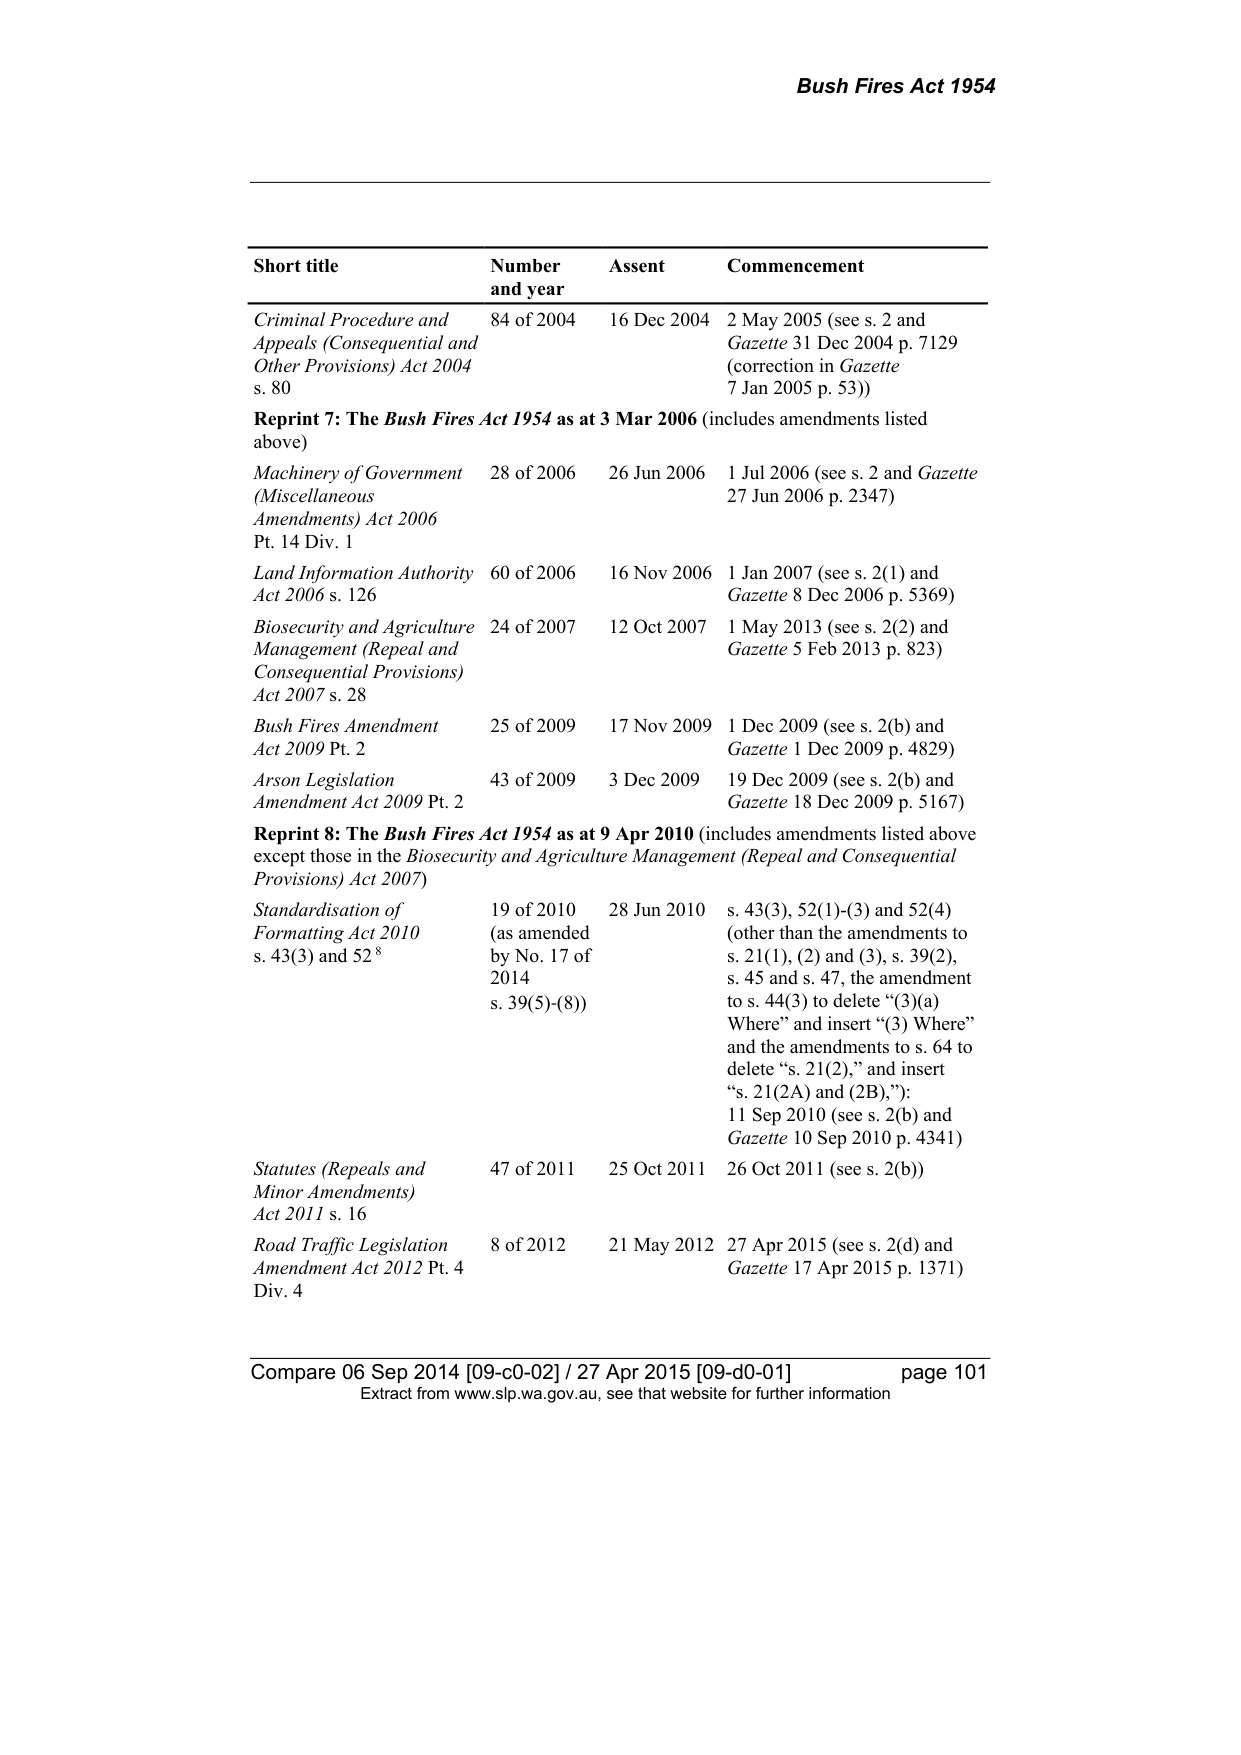 Bush Fires Act 1954
Short title Number Assent Commencement
and year
Criminal Procedure and 84 of 2004 16 Dec 2004 2 May 2005 (see s. 2 and
Appeals (Consequential and Gazette 31 Dec 2004 p. 7129
Other Provisions) Act 2004 (correction in Gazette
s. 80 7 Jan 2005 p. 53))
Reprint 7: The Bush Fires Act 1954 as at 3 Mar 2006 (includes amendments listed
above)
Machinery of Government 28 of 2006 26 Jun 2006 1 Jul 2006 (see s. 2 and Gazette
(Miscellaneous 27 Jun 2006 p. 2347)
Amendments) Act 2006
Pt. 14 Div. 1
Land Information Authority 60 of 2006 16 Nov 2006 1 Jan 2007 (see s. 2(1) and
Act 2006 s. 126 Gazette 8 Dec 2006 p. 5369)
Biosecurity and Agriculture 24 of 2007 12 Oct 2007 1 May 2013 (see s. 2(2) and
Management (Repeal and Gazette 5 Feb 2013 p. 823)
Consequential Provisions)
Act 2007 s. 28
Bush Fires Amendment 25 of 2009 17 Nov 2009 1 Dec 2009 (see s. 2(b) and
Act 2009 Pt. 2 Gazette 1 Dec 2009 p. 4829)
Arson Legislation 43 of 2009 3 Dec 2009 19 Dec 2009 (see s. 2(b) and
Amendment Act 2009 Pt. 2 Gazette 18 Dec 2009 p. 5167)
Reprint 8: The Bush Fires Act 1954 as at 9 Apr 2010 (includes amendments listed above
except those in the Biosecurity and Agriculture Management (Repeal and Consequential
Provisions) Act 2007)
Standardisation of 19 of 2010 28 Jun 2010 s. 43(3), 52(1)-(3) and 52(4)
Formatting Act 2010 (as amended (other than the amendments to
s. 43(3) and 52 8 by No. 17 of s. 21(1), (2) and (3), s. 39(2),
2014 s. 45 and s. 47, the amendment
s. 39(5)-(8)) to s. 44(3) to delete “(3)(a)
Where” and insert “(3) Where”
and the amendments to s. 64 to
delete “s. 21(2),” and insert
“s. 21(2A) and (2B),”):
11 Sep 2010 (see s. 2(b) and
Gazette 10 Sep 2010 p. 4341)
Statutes (Repeals and 47 of 2011 25 Oct 2011 26 Oct 2011 (see s. 2(b))
Minor Amendments)
Act 2011 s. 16
Road Traffic Legislation 8 of 2012 21 May 2012 27 Apr 2015 (see s. 2(d) and
Amendment Act 2012 Pt. 4 Gazette 17 Apr 2015 p. 1371)
Div. 4
Compare 06 Sep 2014 [09-c0-02] / 27 Apr 2015 [09-d0-01] page 101
Extract from www.slp.wa.gov.au, see that website for further information